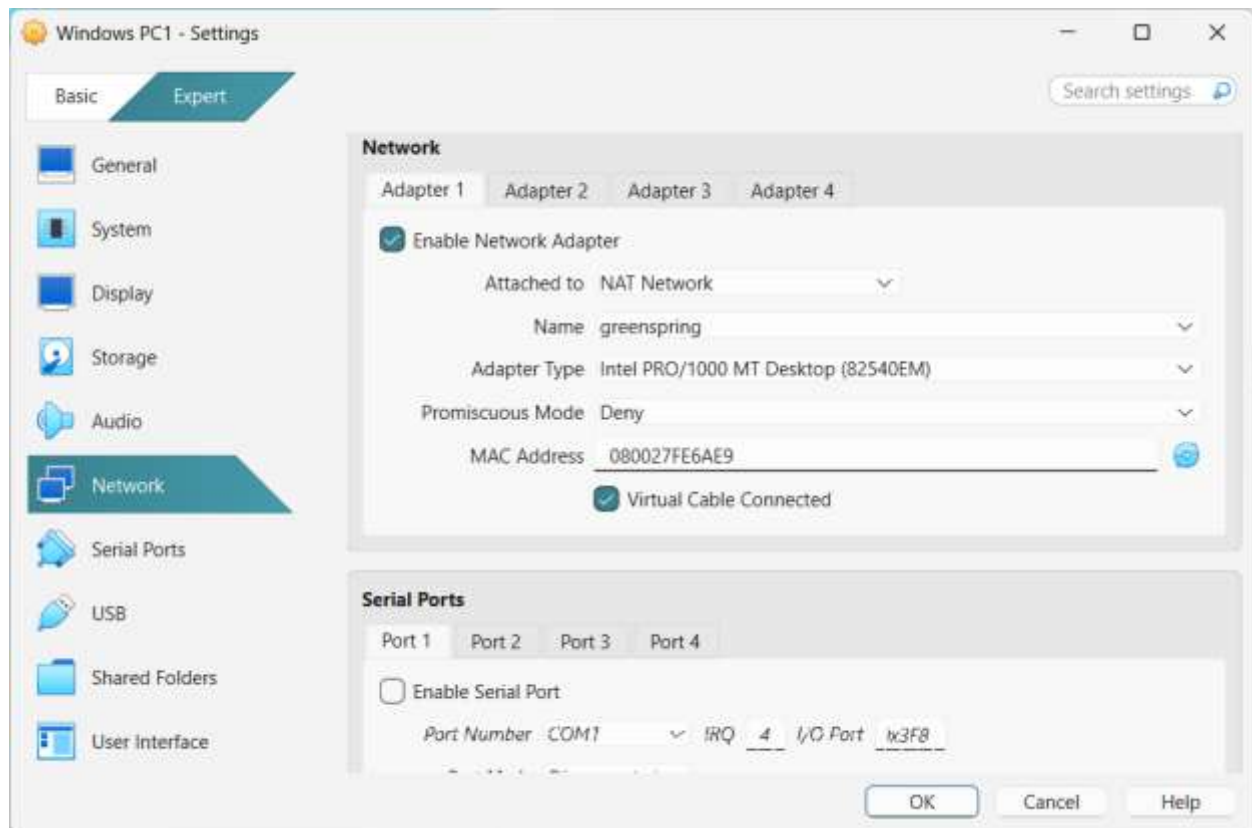 Windows PC1 - Settings
Basic
Expert
Search settings
General
System
Display
Storage
Audio
Network
Serial Ports
USB
Shared Folders
User Interface
Network
Adapter 1 Adapter 2 Adapter 3 Adapter 4
Enable Network Adapter
Attached to NAT Network
Name greenspring
Adapter Type Intel PRO/1000 MT Desktop (82540EM)
Promiscuous Mode Deny
MAC Address 080027FE6AE9
Virtual Cable Connected
Serial Ports
Port 1 Port 2 Port 3 Port 4
Enable Serial Port
Port Number COM1 IRQ 4 I/O Port
OK Cancel Help